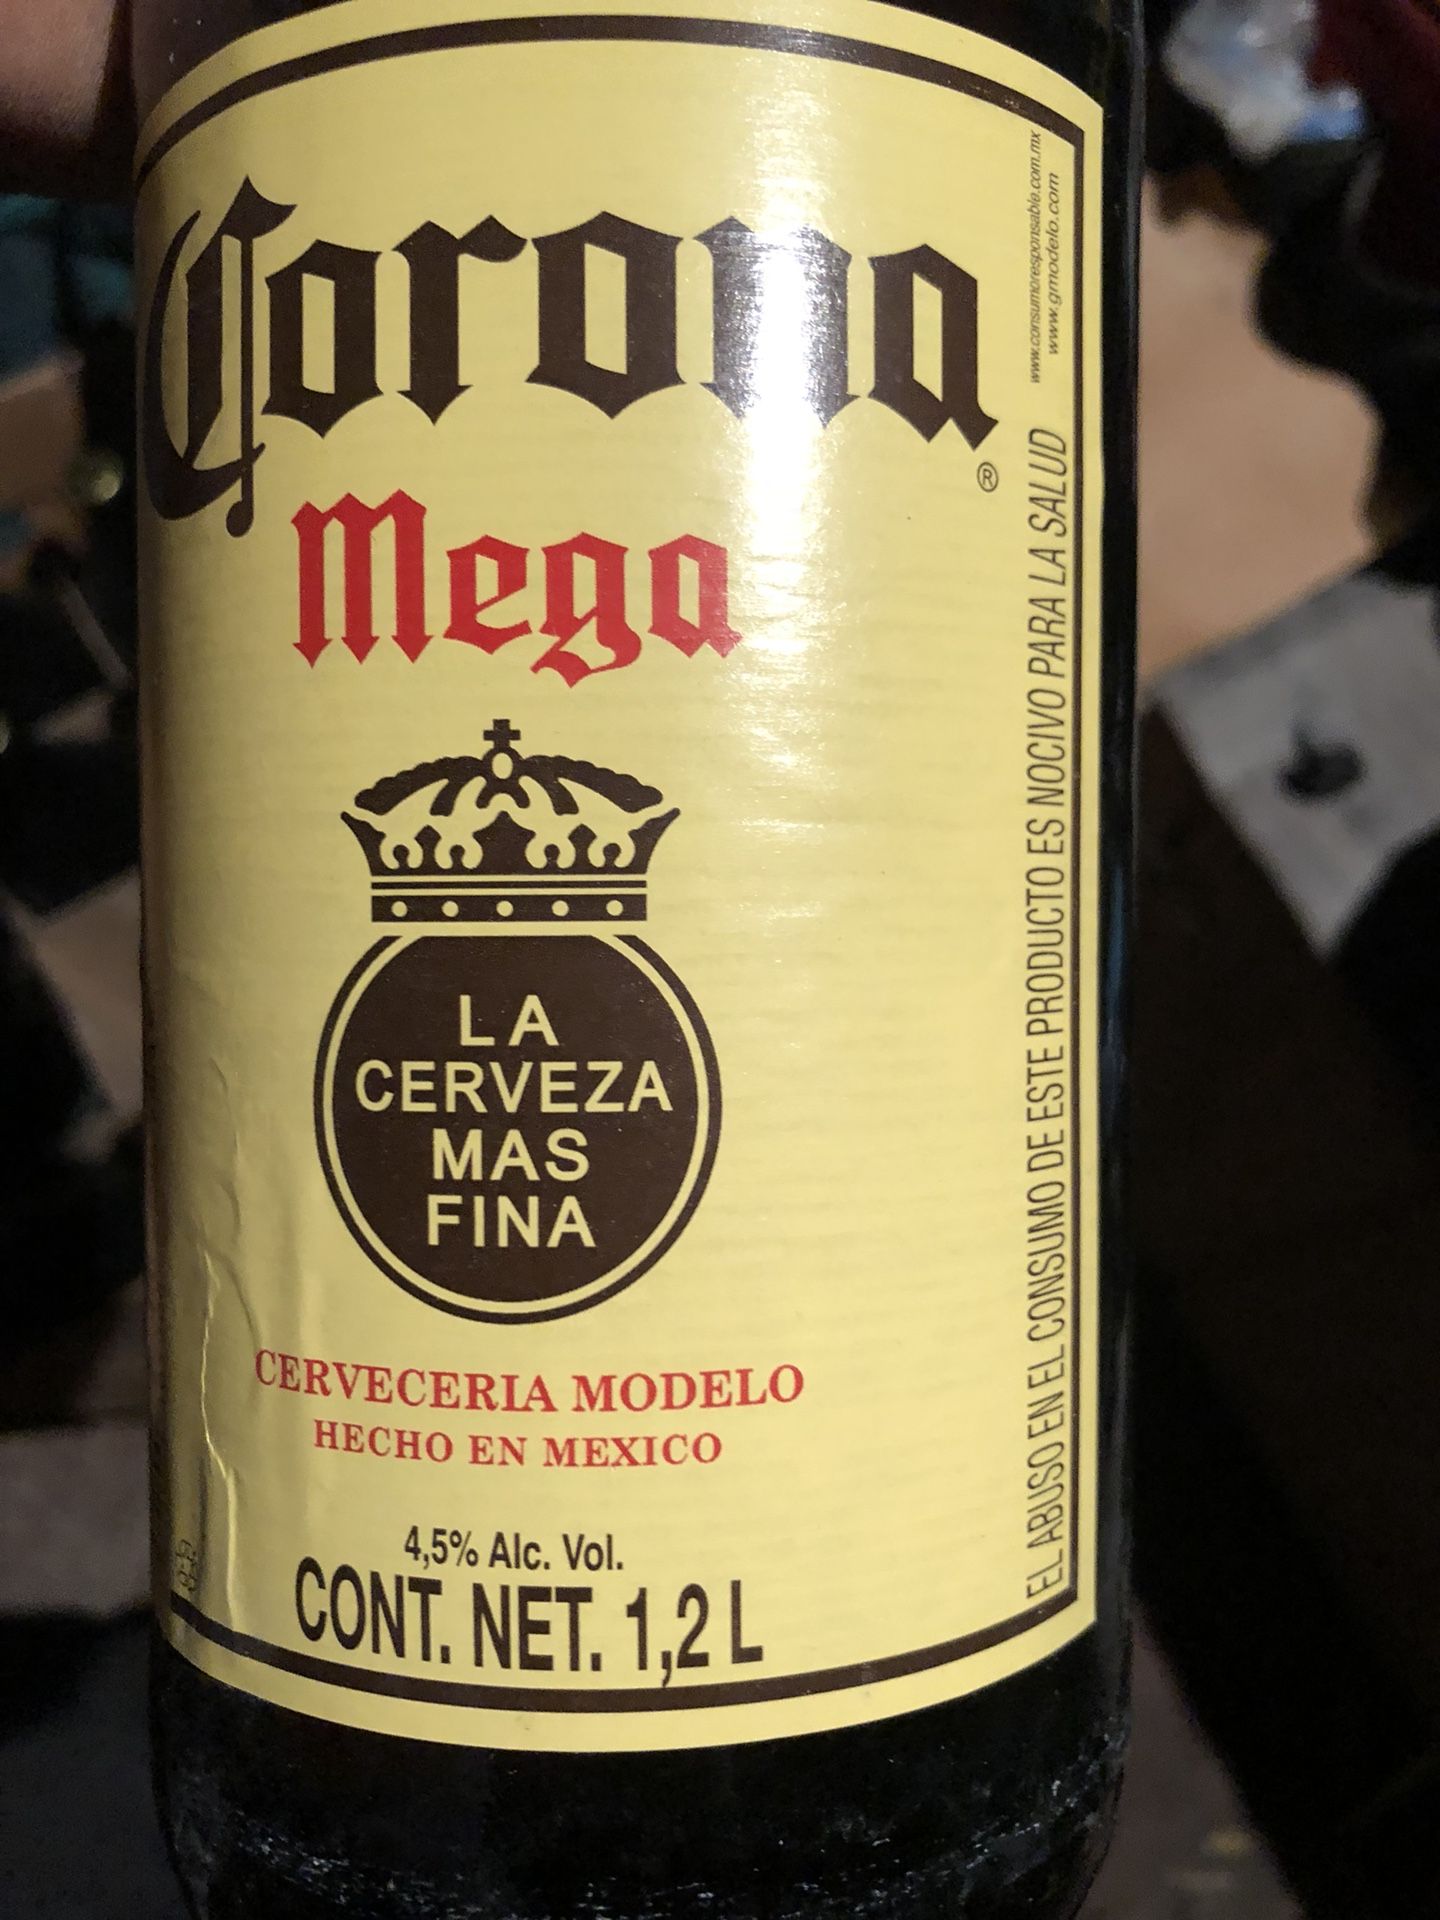 Corona
®
Mega
LA
CERVEZA
MAS
FINA
CERVECERIA MODELO
HECHO EN MEXICO
4,5% Alc. Vol.
CONT. NET. 1,2 L
EL ABUSO EN EL CONSUMO DE ESTE PRODUCTO ES NOCIVO PARA LA SALUD
www.consumoresponsable.com.mx
www.gmodelo.com